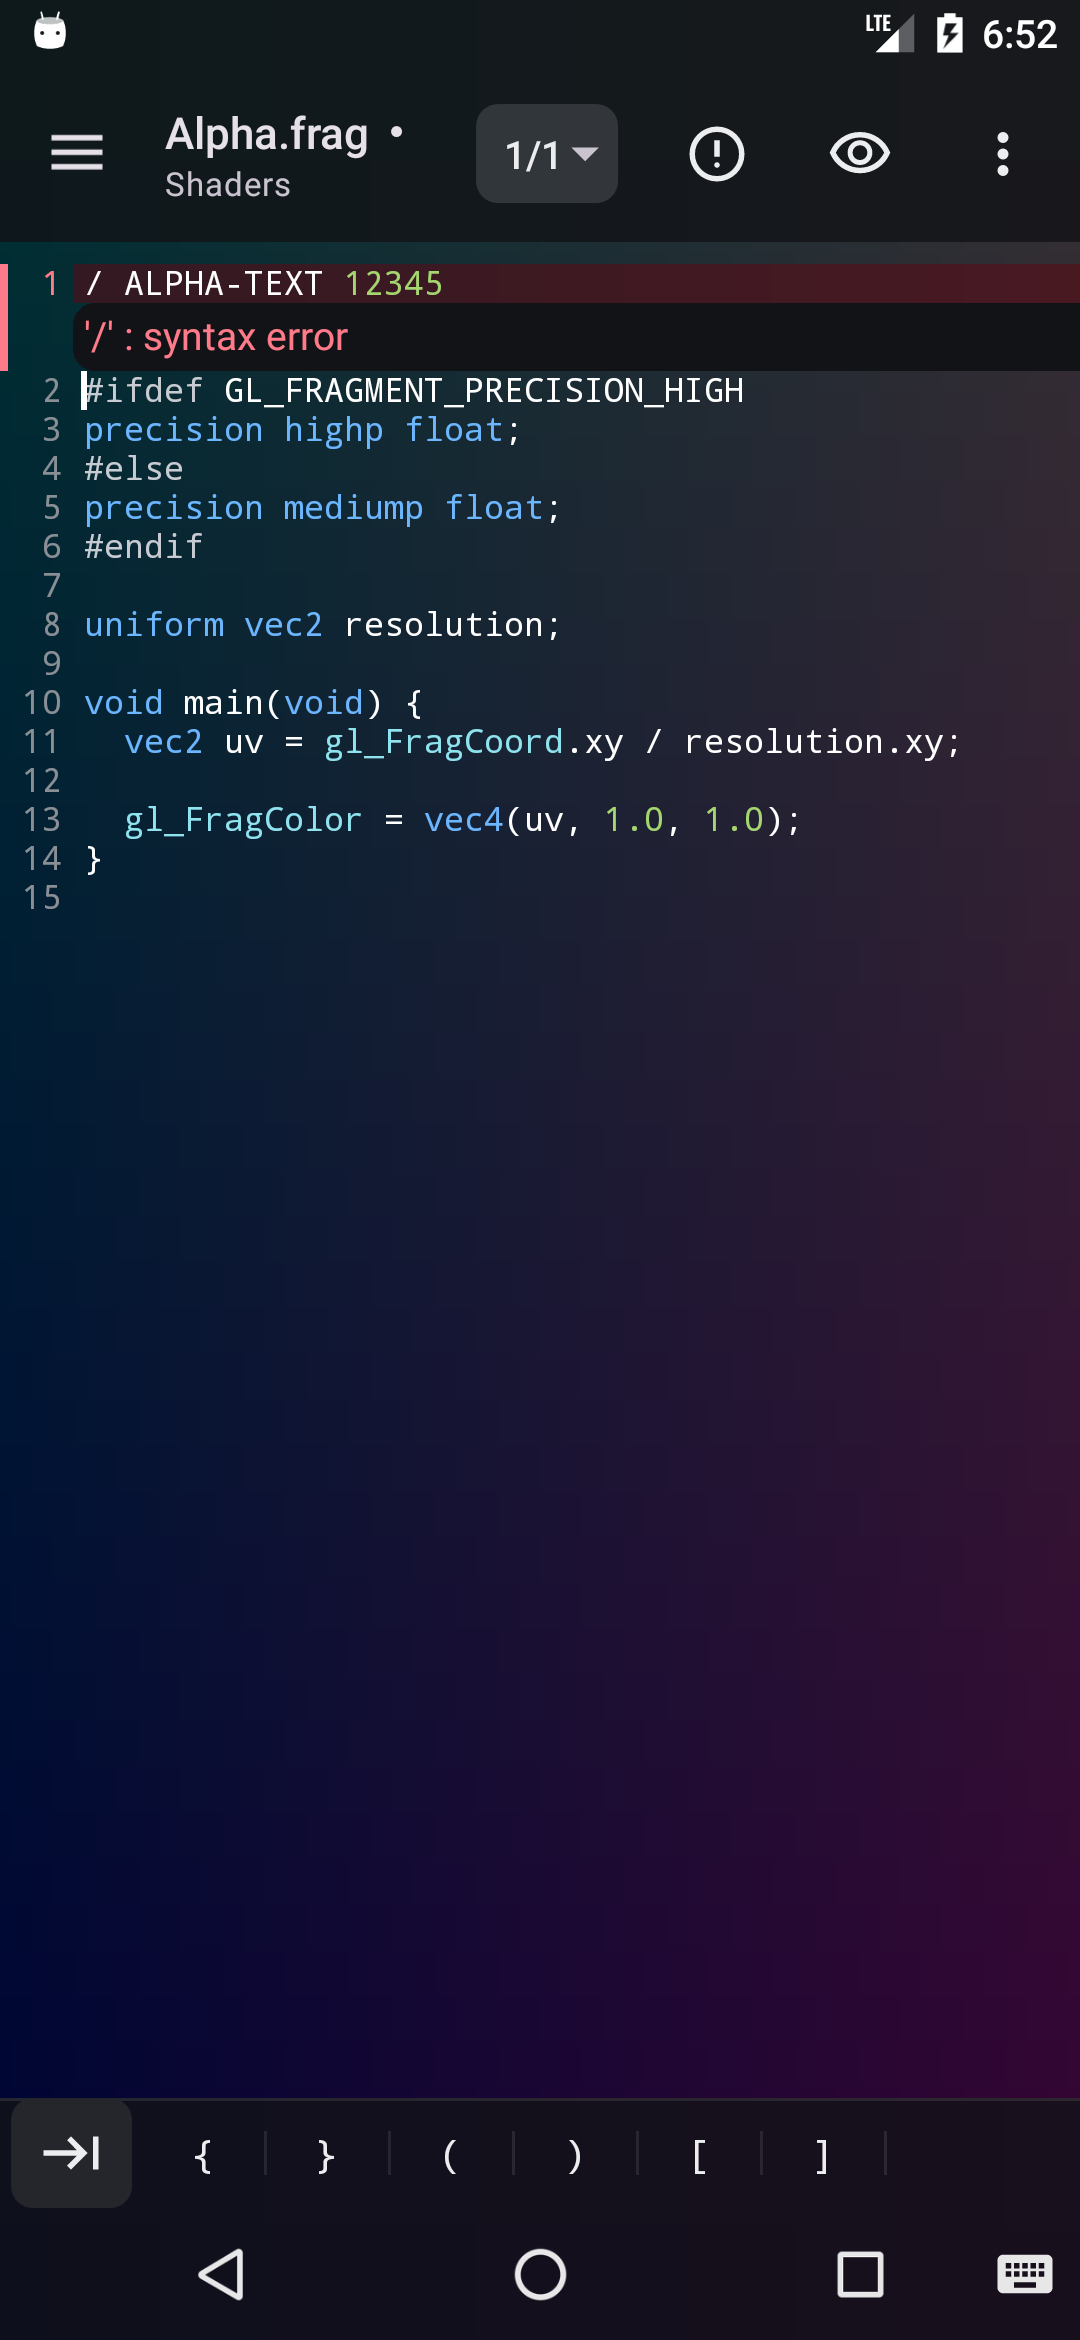 LTE 6:52
Alpha.frag •
Shaders
1/1
1 / ALPHA-TEXT 12345
'/' : syntax error
2 #ifdef GL_FRAGMENT_PRECISION_HIGH
3 precision highp float;
4 #else
5 precision mediump float;
6 #endif
7
8 uniform vec2 resolution;
9
10 void main(void) {
11   vec2 uv = gl_FragCoord.xy / resolution.xy;
12
13   gl_FragColor = vec4(uv, 1.0, 1.0);
14 }
15
{ } ( ) [ ]